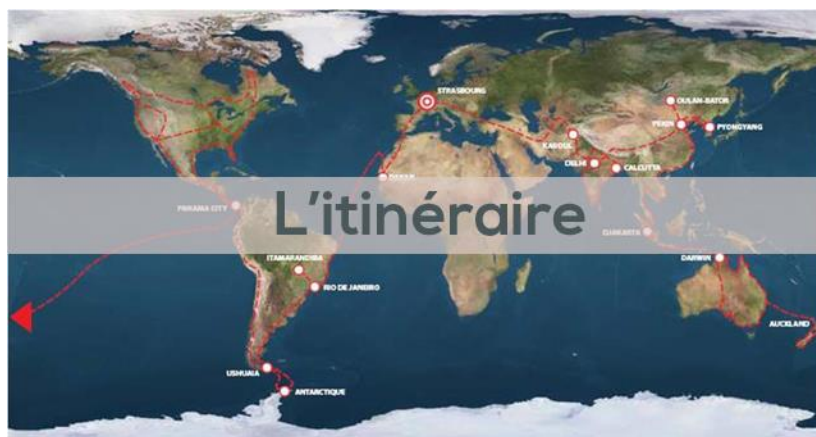 STRASBOURG
OULAN-BATOR
PEKIN
PYONGYANG
KABOUL
DELHI
CALCUTTA
DAKAR
PANAMA CITY
L'itinéraire
DJAKARTA
ITAMARANDIBA
DARWIN
RIO DE JANEIRO
AUCKLAND
USHUAIA
ANTARCTIQUE